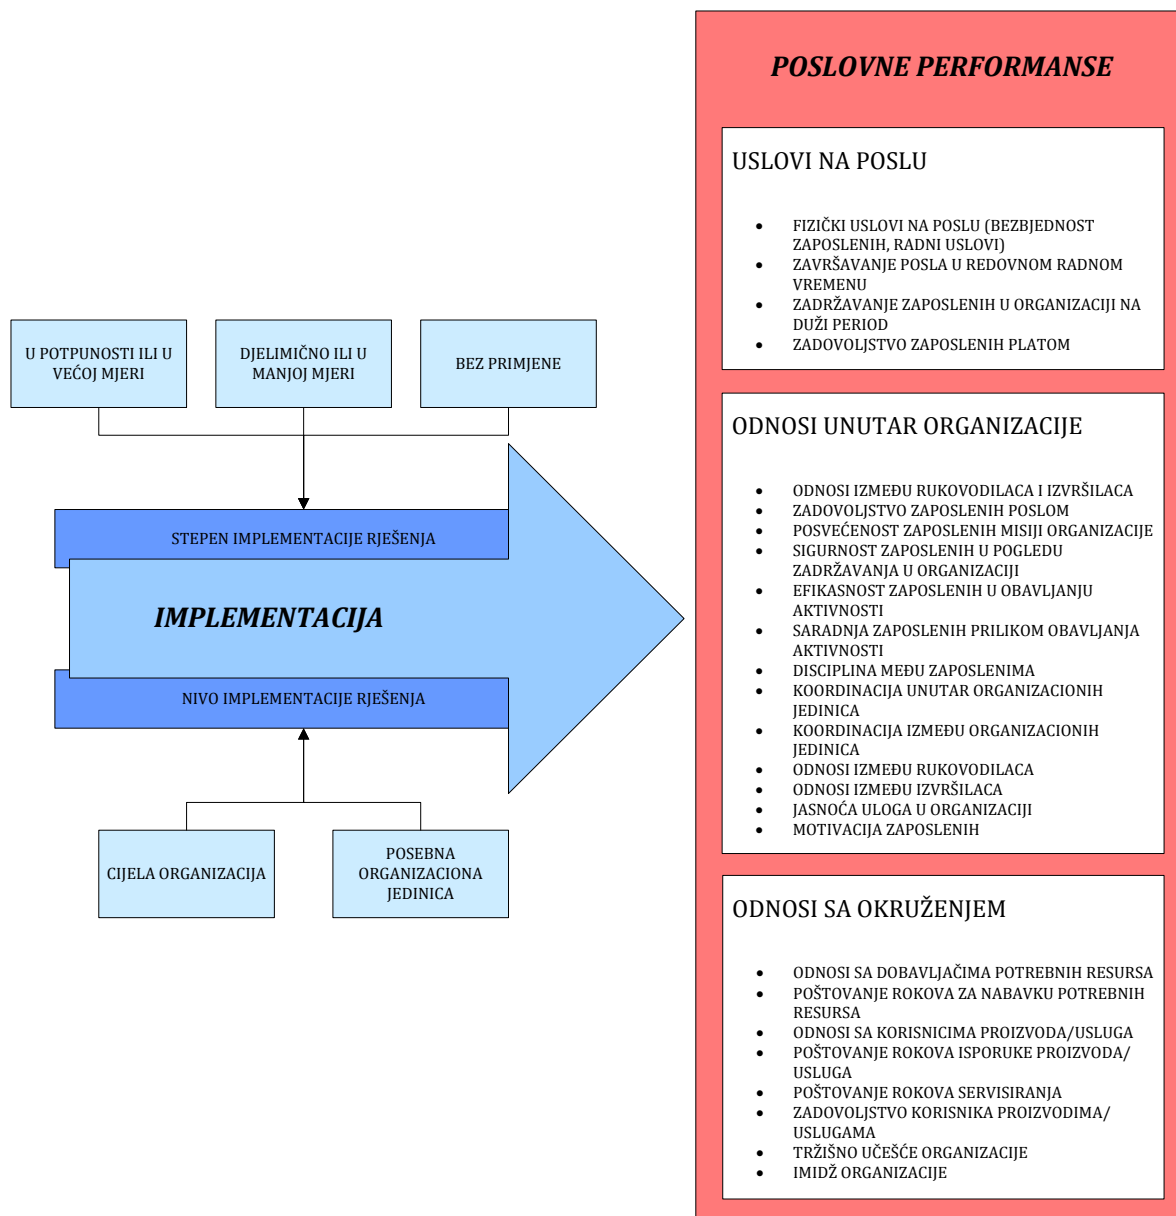 U POTPUNOSTI ILI U
VEĆOJ MJERI
DJELIMIČNO ILI U
MANJOJ MJERI
BEZ PRIMJENE
STEPEN IMPLEMENTACIJE RJEŠENJA
IMPLEMENTACIJA
NIVO IMPLEMENTACIJE RJEŠENJA
CIJELA ORGANIZACIJA
POSEBNA
ORGANIZACIONA
JEDINICA
POSLOVNE PERFORMANSE
USLOVI NA POSLU
• FIZIČKI USLOVI NA POSLU (BEZBJEDNOST
ZAPOSLENIH, RADNI USLOVI)
• ZAVRŠAVANJE POSLA U REDOVNOM RADNOM
VREMENU
• ZADRŽAVANJE ZAPOSLENIH U ORGANIZACIJI NA
DUŽI PERIOD
• ZADOVOLJSTVO ZAPOSLENIH PLATOM
ODNOSI UNUTAR ORGANIZACIJE
• ODNOSI IZMEĐU RUKOVODILACA I IZVRŠILACA
• ZADOVOLJSTVO ZAPOSLENIH POSLOM
• POSVEĆENOST ZAPOSLENIH MISIJI ORGANIZACIJE
• SIGURNOST ZAPOSLENIH U POGLEDU
ZADRŽAVANJA U ORGANIZACIJI
• EFIKASNOST ZAPOSLENIH U OBAVLJANJU
AKTIVNOSTI
• SARADNJA ZAPOSLENIH PRILIKOM OBAVLJANJA
AKTIVNOSTI
• DISCIPLINA MEĐU ZAPOSLENIMA
• KOORDINACIJA UNUTAR ORGANIZACIONIH
JEDINICA
• KOORDINACIJA IZMEĐU ORGANIZACIONIH
JEDINICA
• ODNOSI IZMEĐU RUKOVODILACA
• ODNOSI IZMEĐU IZVRŠILACA
• JASNOĆA ULOGA U ORGANIZACIJI
• MOTIVACIJA ZAPOSLENIH
ODNOSI SA OKRUŽENJEM
• ODNOSI SA DOBAVLJAČIMA POTREBNIH RESURSA
• POŠTOVANJE ROKOVA ZA NABAVKU POTREBNIH
RESURSA
• ODNOSI SA KORISNICIMA PROIZVODA/USLUGA
• POŠTOVANJE ROKOVA ISPORUKE PROIZVODA/
USLUGA
• POŠTOVANJE ROKOVA SERVISIRANJA
• ZADOVOLJSTVO KORISNIKA PROIZVODIMA/
USLUGAMA
• TRŽIŠNO UČEŠĆE ORGANIZACIJE
• IMIDŽ ORGANIZACIJE